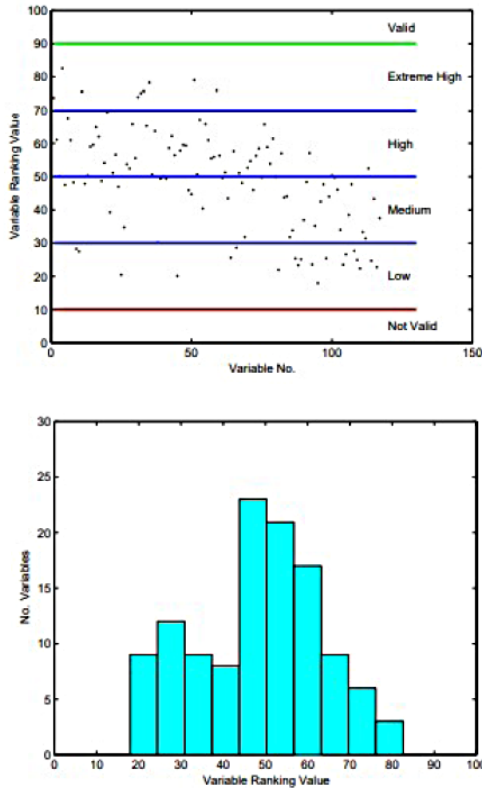 100
Valid
90
Extreme High
80
70
High
60
50
Medium
40
30
Low
20
10
Not Valid
0
0 50 100 150
Variable Ranking Value
Variable No.
30
25
20
15
10
5
0
0 10 20 30 40 50 60 70 80 90 100
No. Variables
Variable Ranking Value